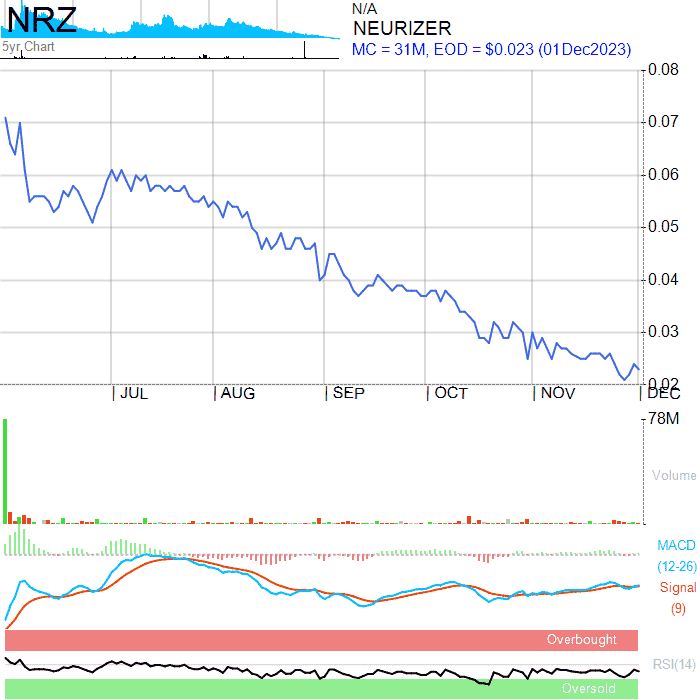 NRZ
N/A
NEURIZER
5yr Chart
MC = 31M, EOD = $0.023 (01Dec2023)
0.08
0.07
0.06
0.05
0.04
0.03
0.02
JUL AUG SEP OCT NOV DEC
78M
Volume
MACD
(12-26)
Signal
(9)
Overbought
RSI(14)
Oversold